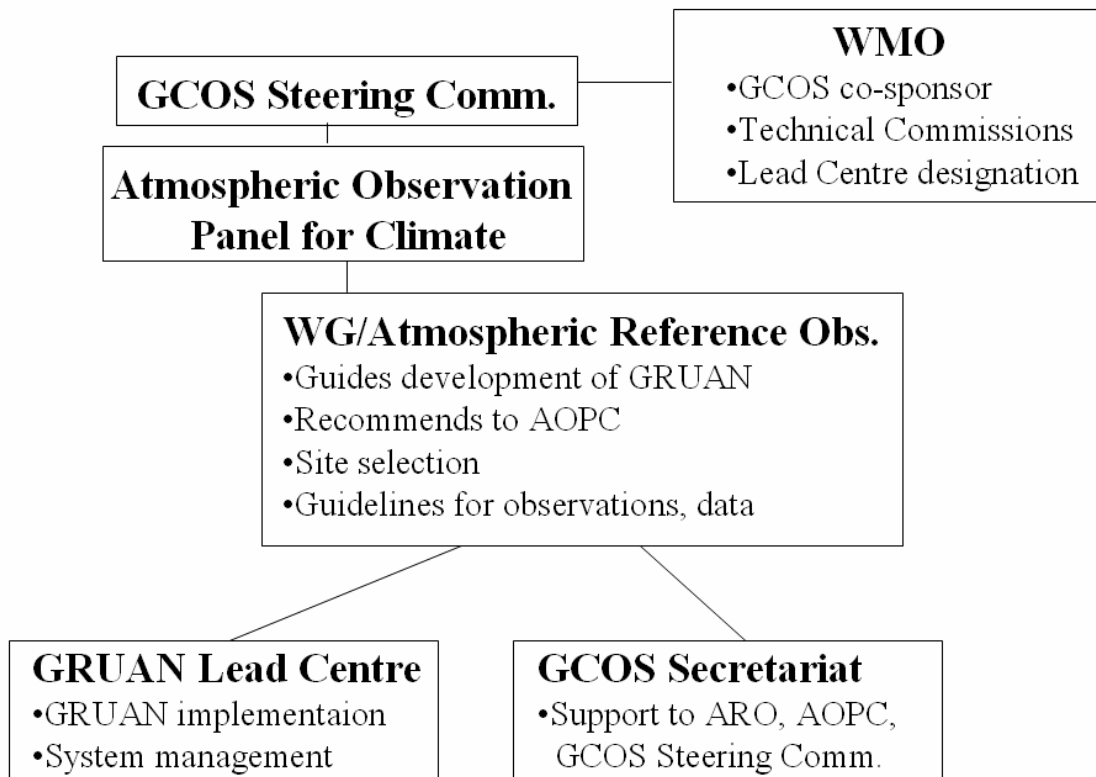 WMO
•GCOS co-sponsor
•Technical Commissions
•Lead Centre designation
GCOS Steering Comm.
Atmospheric Observation
Panel for Climate
WG/Atmospheric Reference Obs.
•Guides development of GRUAN
•Recommends to AOPC
•Site selection
•Guidelines for observations, data
GRUAN Lead Centre
•GRUAN implementaion
•System management
GCOS Secretariat
•Support to ARO, AOPC,
GCOS Steering Comm.